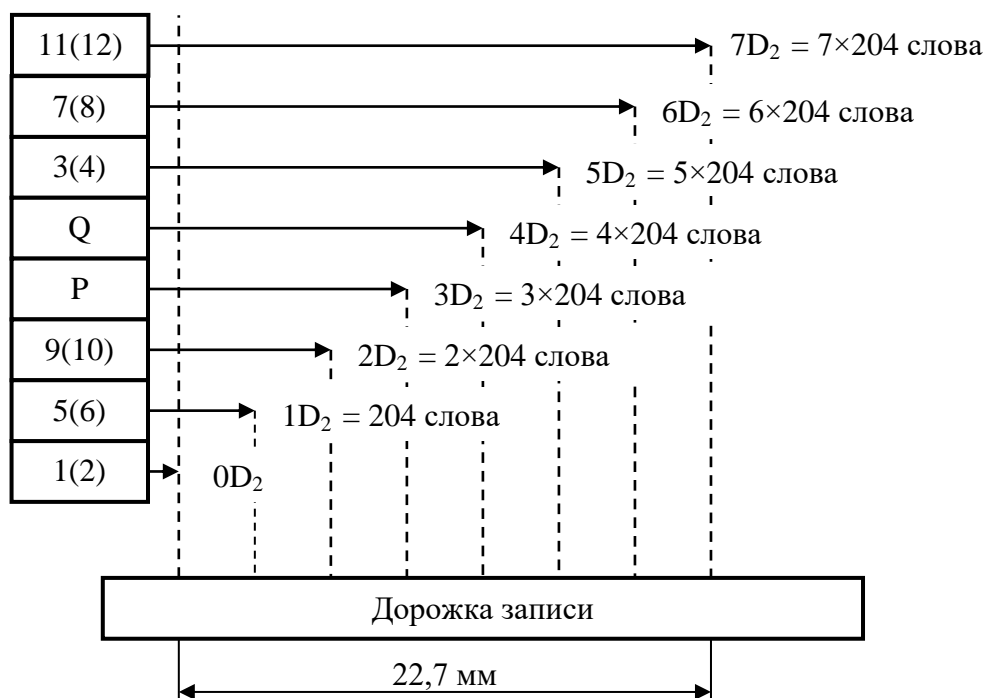 11(12) 7D₂ = 7×204 слова
7(8) 6D₂ = 6×204 слова
3(4) 5D₂ = 5×204 слова
Q 4D₂ = 4×204 слова
P 3D₂ = 3×204 слова
9(10) 2D₂ = 2×204 слова
5(6) 1D₂ = 204 слова
1(2) 0D₂
Дорожка записи
22,7 мм